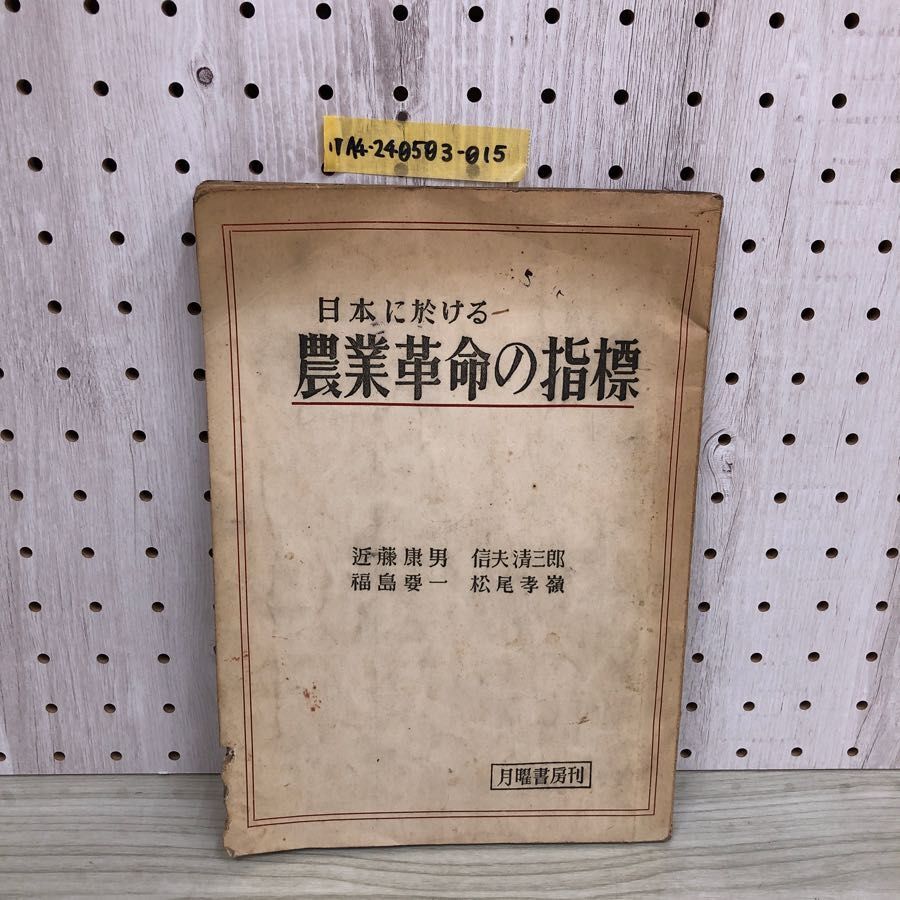 A4-240503-015
日本に於ける
農業革命の指標
近藤康男 信夫清三郎
福島要一 松尾孝嶺
月曜書房刊